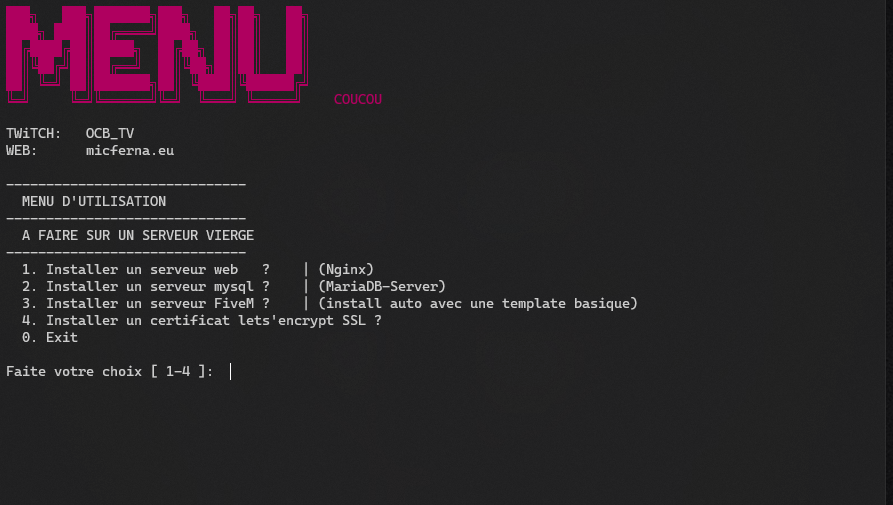 MENU
COUCOU
TWiTCH: OCB_TV
WEB: micferna.eu
------------------------------
MENU D'UTILISATION
------------------------------
A FAIRE SUR UN SERVEUR VIERGE
------------------------------
1. Installer un serveur web ? | (Nginx)
2. Installer un serveur mysql ? | (MariaDB-Server)
3. Installer un serveur FiveM ? | (install auto avec une template basique)
4. Installer un certificat lets'encrypt SSL ?
0. Exit
Faite votre choix [ 1-4 ]: